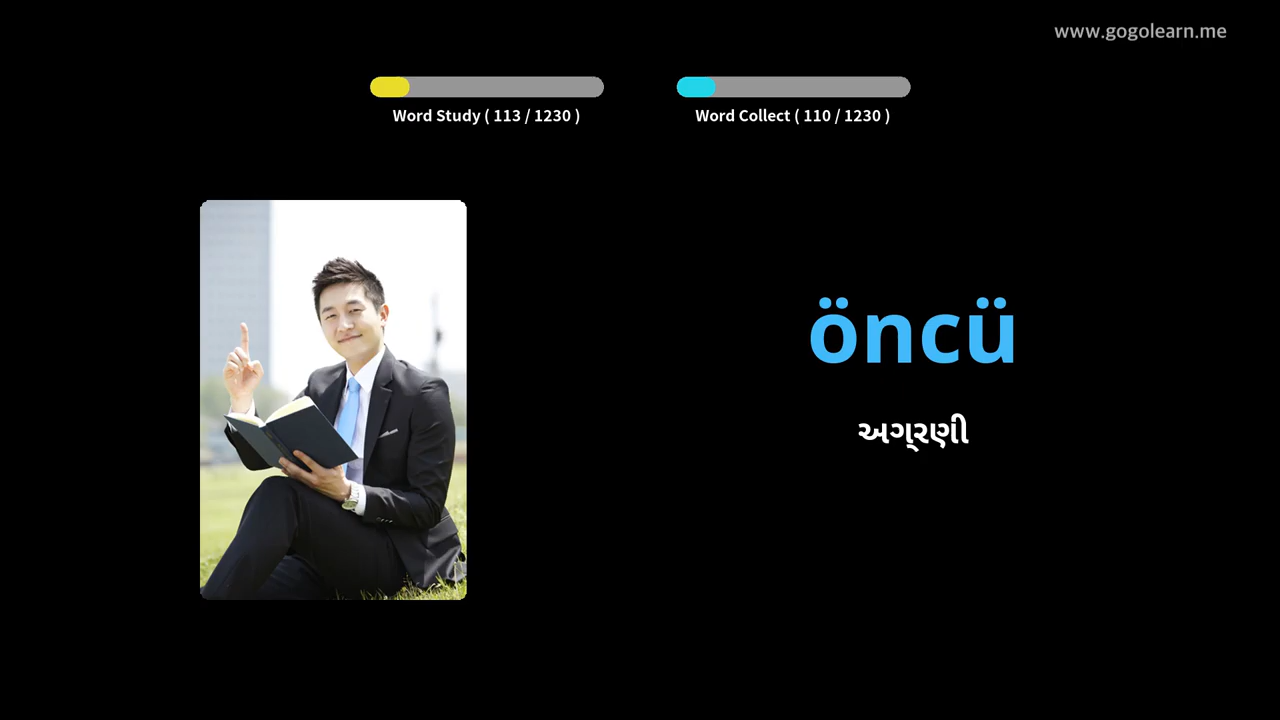 www.gogolearn.me
Word Study ( 113 / 1230 )
Word Collect ( 110 / 1230 )
öncü
અગ્રણી